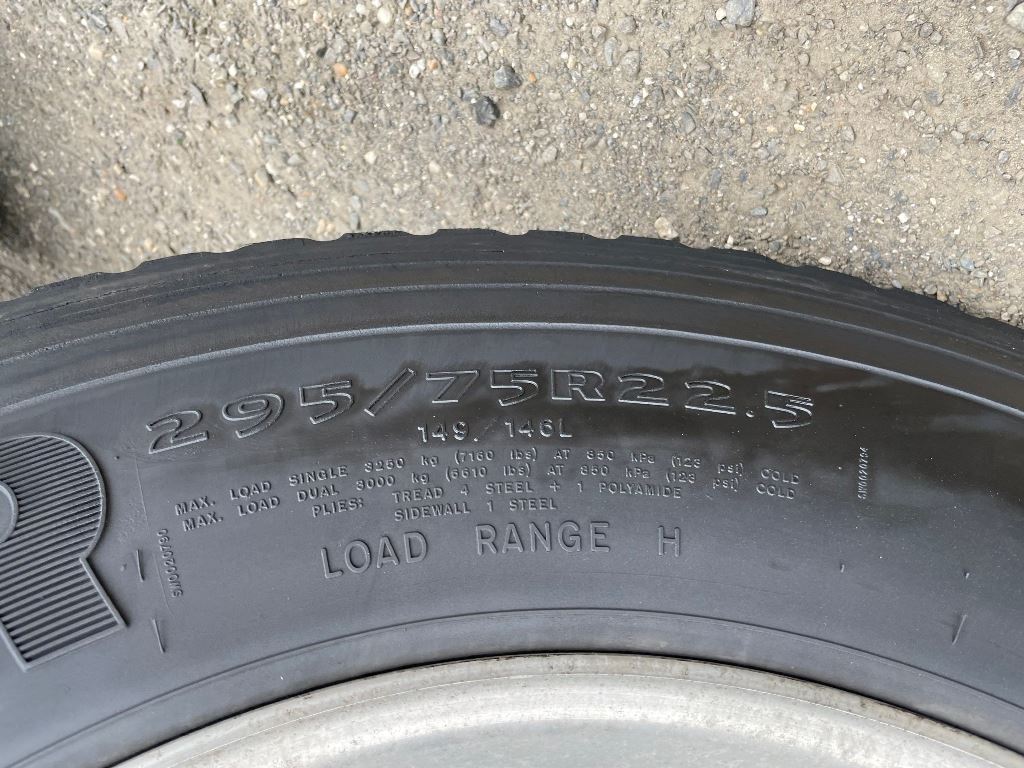 295/75R22.5
149/146L
MAX. LOAD SINGLE 3250 kg (7160 lbs) AT 850 kPa (123 psi) COLD
MAX. LOAD DUAL 3000 kg (6610 lbs) AT 850 kPa (123 psi) COLD
PLIES: TREAD 4 STEEL + 1 POLYAMIDE
SIDEWALL 1 STEEL
LOAD RANGE H
R